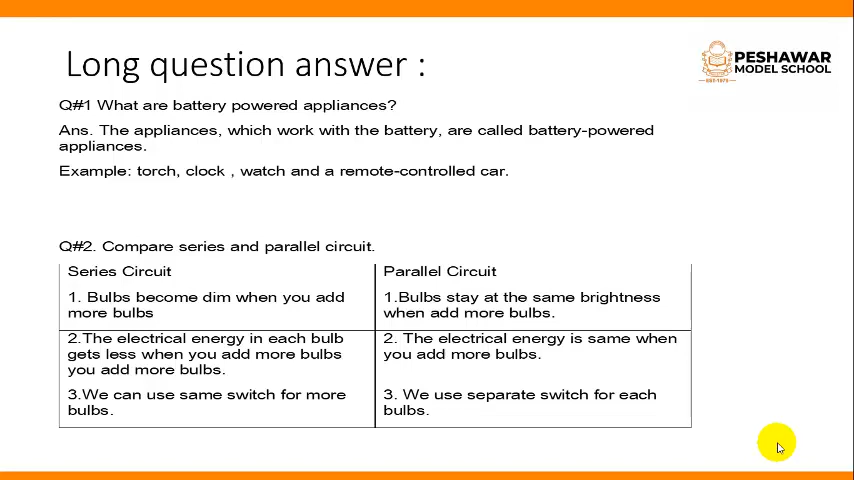 Long question answer :
PESHAWAR
MODEL SCHOOL
EST-1973
Q#1 What are battery powered appliances?
Ans. The appliances, which work with the battery, are called battery-powered
appliances.
Example: torch, clock , watch and a remote-controlled car.
Q#2. Compare series and parallel circuit.
Series Circuit
1. Bulbs become dim when you add
more bulbs
2.The electrical energy in each bulb
gets less when you add more bulbs
you add more bulbs.
3.We can use same switch for more
bulbs.
Parallel Circuit
1.Bulbs stay at the same brightness
when add more bulbs.
2. The electrical energy is same when
you add more bulbs.
3. We use separate switch for each
bulbs.